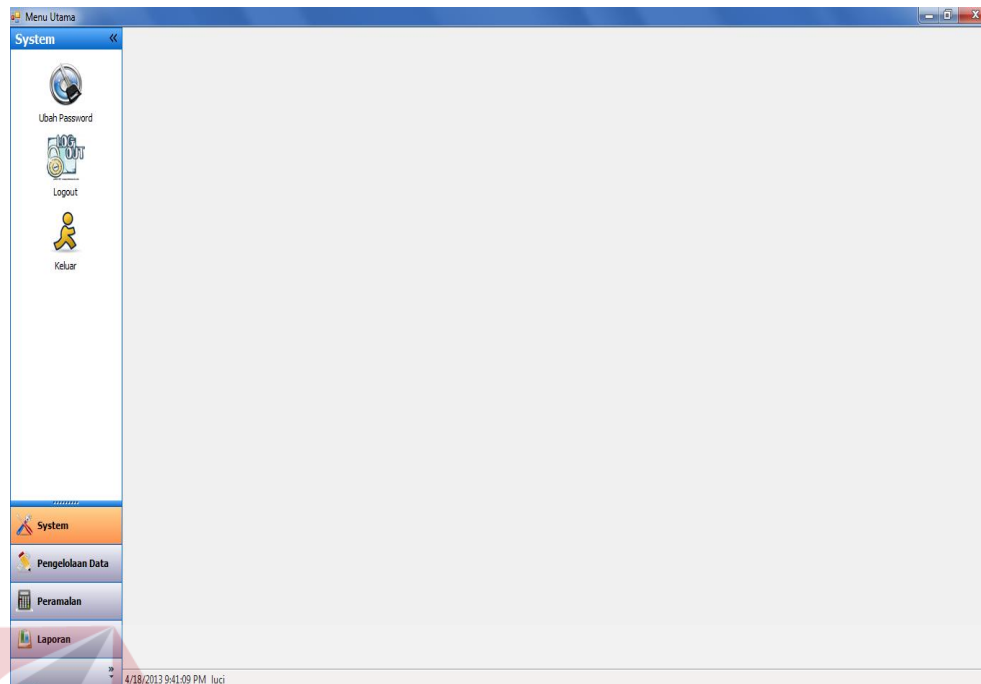 Menu Utama
System
Ubah Password
LOG OUT
Logout
Keluar
System
Pengelolaan Data
Peramalan
Laporan
4/18/2013 9:41:09 PM luci